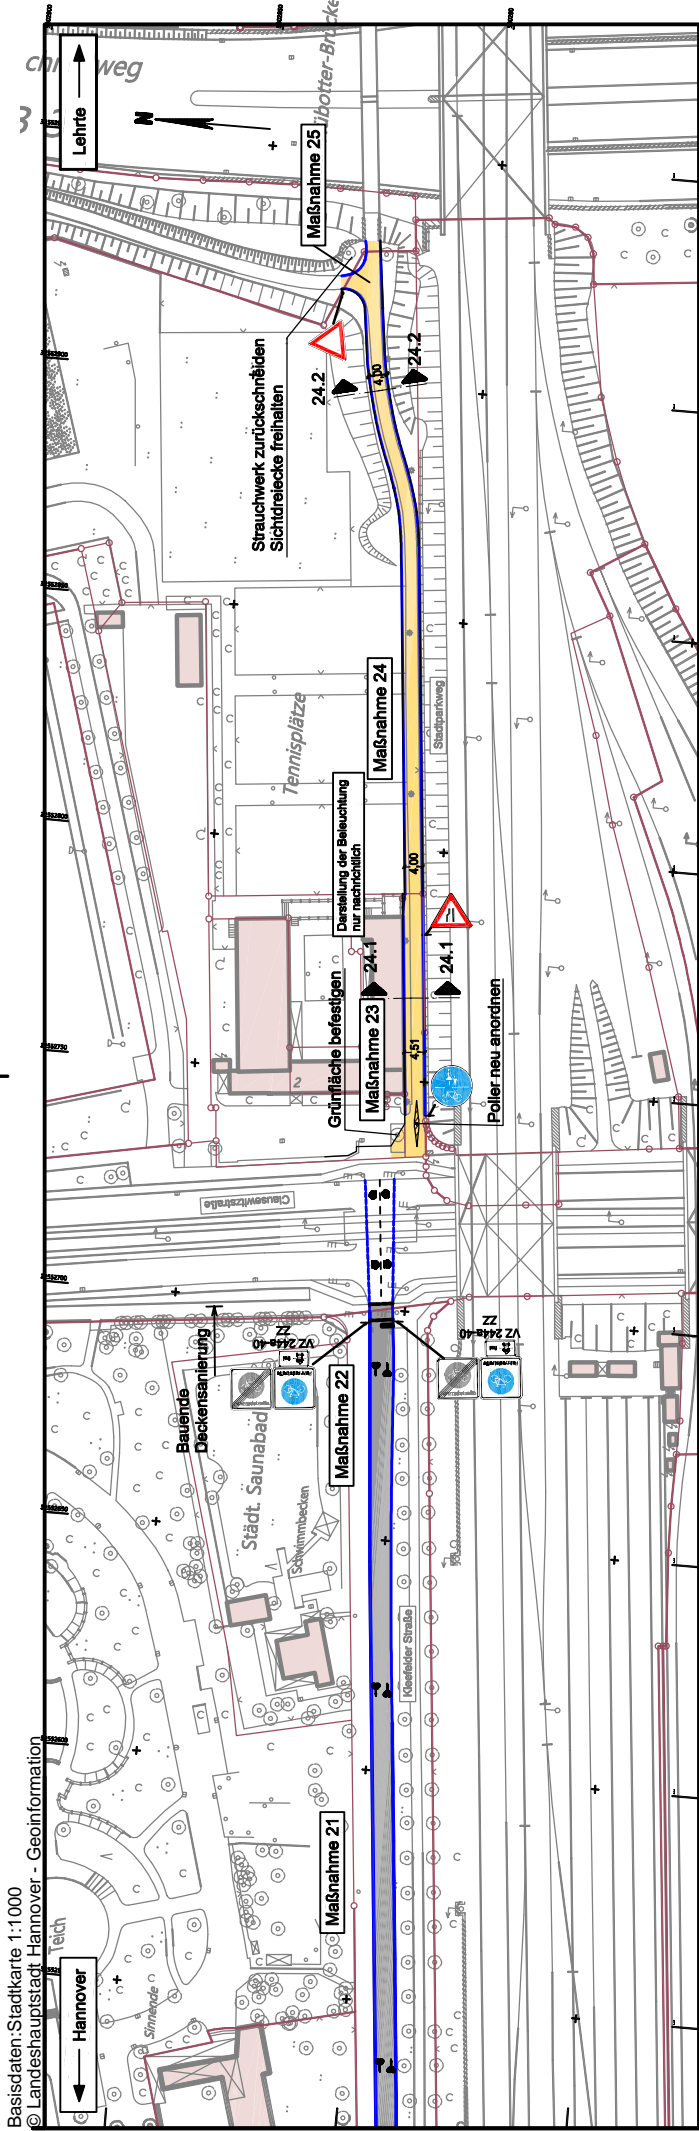 Basisdaten:Stadtkarte 1:1000
© Landeshauptstadt Hannover - Geoinformation
Lehrte
weg
N
Maßnahme 25
Strauchwerk zurückschneiden
Sichtdreiecke freihalten
24.2
24.2
4,00
Tennisplätze
Maßnahme 24
Stadtparkweg
Darstellung der Beleuchtung
nur nachrichtlich
4,00
24.1
24.1
Grünfläche befestigen
Maßnahme 23
4,51
Poller neu anordnen
2
Clausewitzstraße
Bauende
Deckensanierung
VZ 244a-40
ZZ
VZ 244a-40
ZZ
Maßnahme 22
Städt. Saunabad
Schwimmbecken
Kleefelder Straße
Maßnahme 21
Teich
Sinnende
Hannover